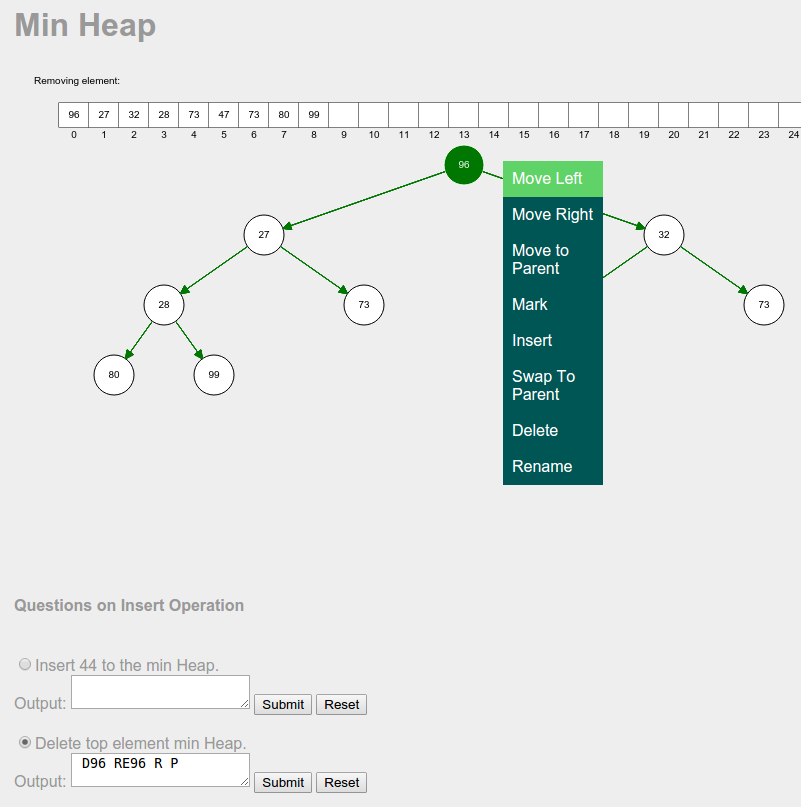 Min Heap
Removing element:
96 27 32 28 73 47 73 80 99
0 1 2 3 4 5 6 7 8 9 10 11 12 13 14 15 16 17 18 19 20 21 22 23 24
96
Move Left
Move Right
27
32
Move to
Parent
28
73
Mark
73
Insert
80
99
Swap To
Parent
Delete
Rename
Questions on Insert Operation
Insert 44 to the min Heap.
Output: Submit Reset
Delete top element min Heap.
Output: D96 RE96 R P Submit Reset